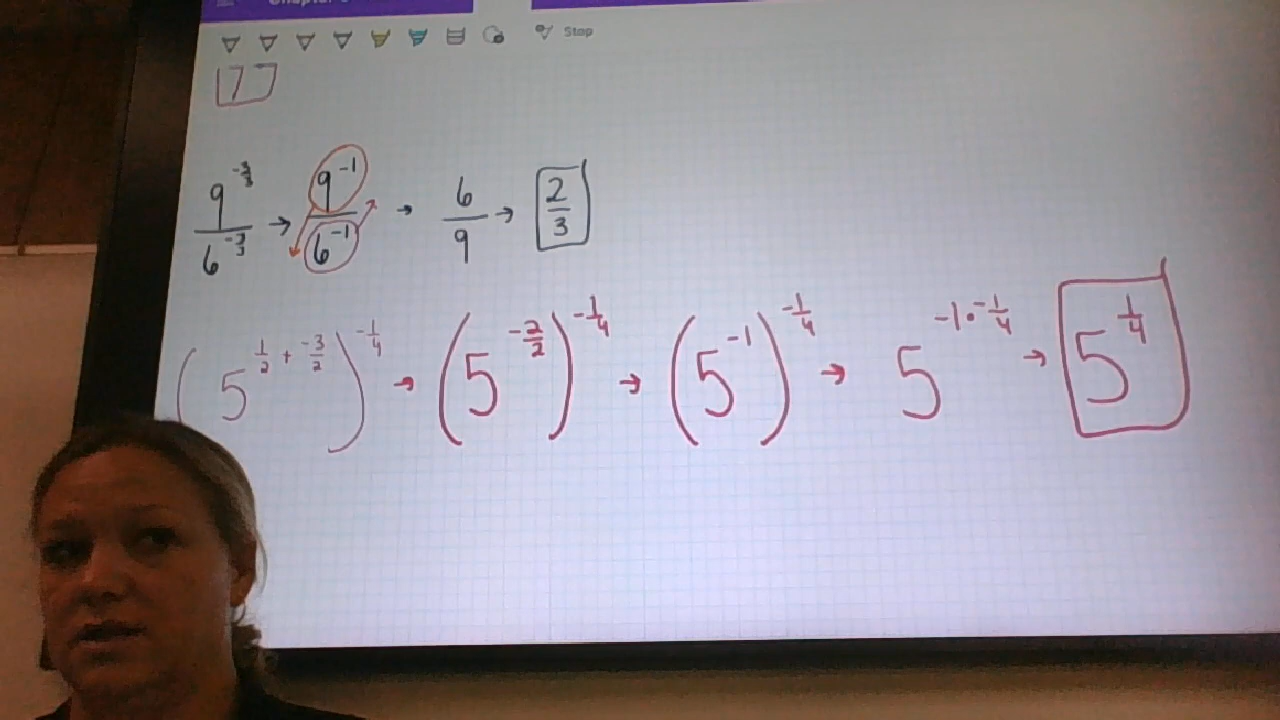 Stop
7
9^{-3/3}/6^{-3/3} → 9^{-1}/6^{-1} → 6/9 → 2/3
(5^{1/2 + -3/2})^{-1/4} → (5^{-2/2})^{-1/4} → (5^{-1})^{-1/4} → 5^{-1•-1/4} → 5^{1/4}